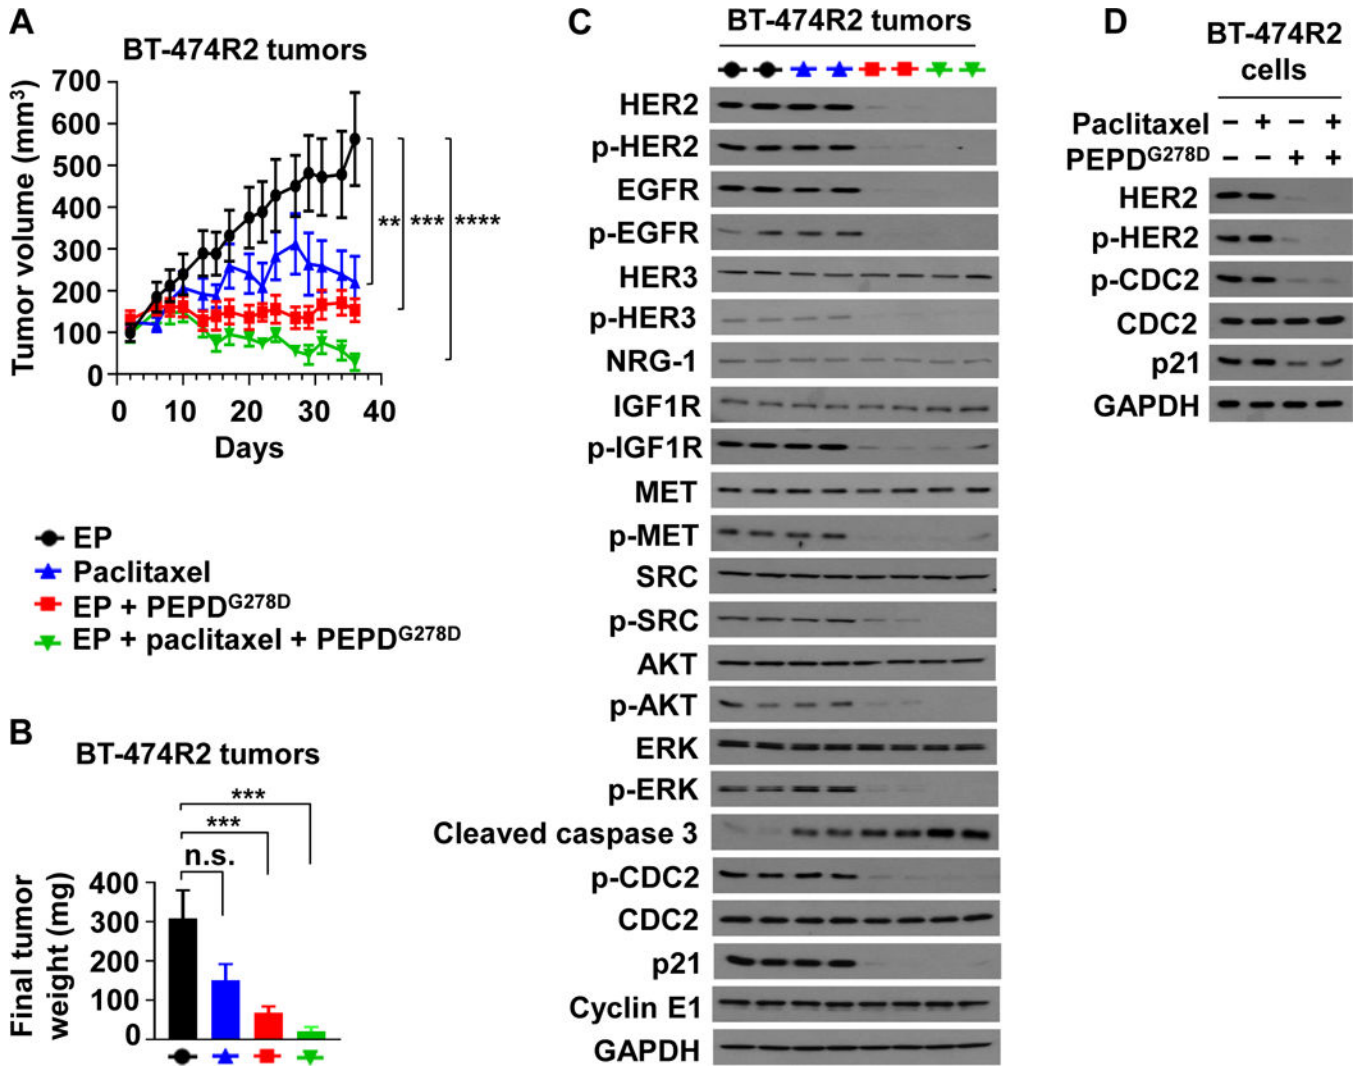 A
BT-474R2 tumors
Tumor volume (mm³)
700
600
500
400
300
200
100
0
0
10
20
30
40
Days
**
***
****
EP
Paclitaxel
EP + PEPDᴳ²⁷⁸ᴰ
EP + paclitaxel + PEPDᴳ²⁷⁸ᴰ
B
BT-474R2 tumors
***
***
n.s.
Final tumor
weight (mg)
400
300
200
100
0
C
BT-474R2 tumors
HER2
p-HER2
EGFR
p-EGFR
HER3
p-HER3
NRG-1
IGF1R
p-IGF1R
MET
p-MET
SRC
p-SRC
AKT
p-AKT
ERK
p-ERK
Cleaved caspase 3
p-CDC2
CDC2
p21
Cyclin E1
GAPDH
D
BT-474R2
cells
Paclitaxel – + – +
PEPDᴳ²⁷⁸ᴰ – – + +
HER2
p-HER2
p-CDC2
CDC2
p21
GAPDH